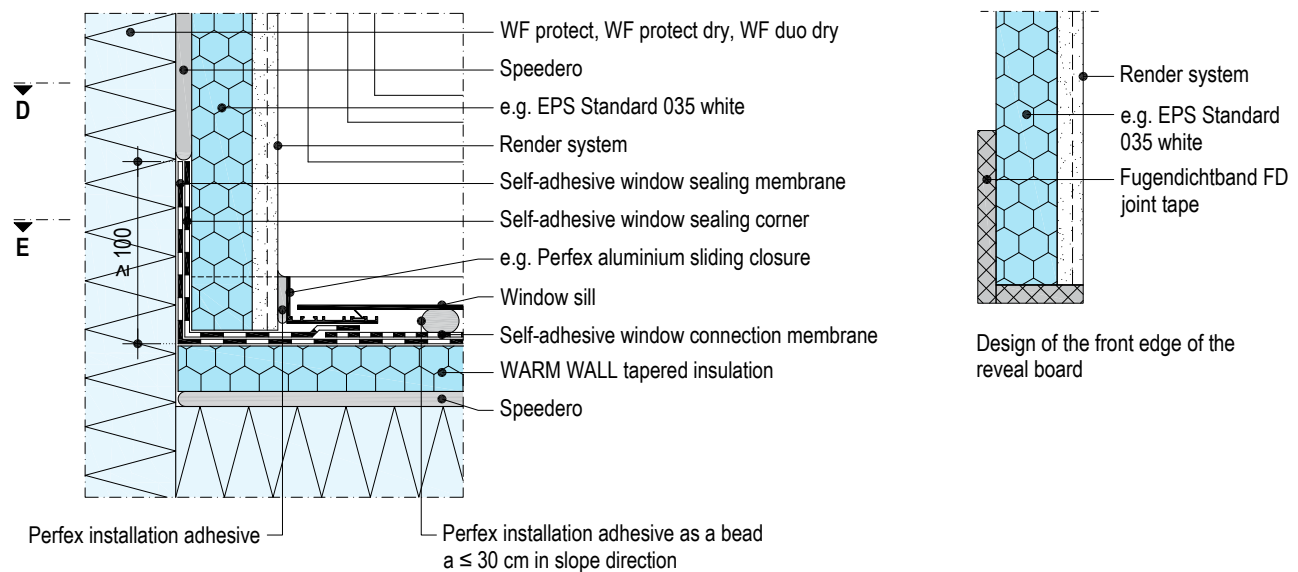 WF protect, WF protect dry, WF duo dry
Speedero
e.g. EPS Standard 035 white
Render system
Self-adhesive window sealing membrane
Self-adhesive window sealing corner
e.g. Perfex aluminium sliding closure
Window sill
Self-adhesive window connection membrane
WARM WALL tapered insulation
Speedero
D
E
≥ 100
Perfex installation adhesive
Perfex installation adhesive as a bead
a ≤ 30 cm in slope direction
Render system
e.g. EPS Standard
035 white
Fugendichtband FD
joint tape
Design of the front edge of the
reveal board